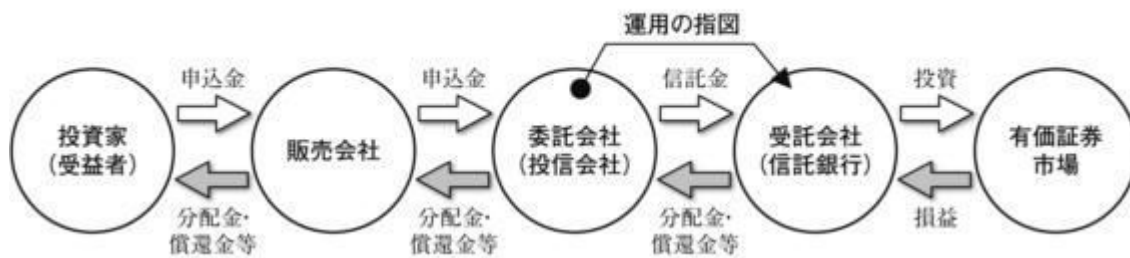 運用の指図
申込金
申込金
信託金
投資
投資家
(受益者)
販売会社
委託会社
(投信会社)
受託会社
(信託銀行)
有価証券
市場
分配金・
償還金等
分配金・
償還金等
分配金・
償還金等
損益